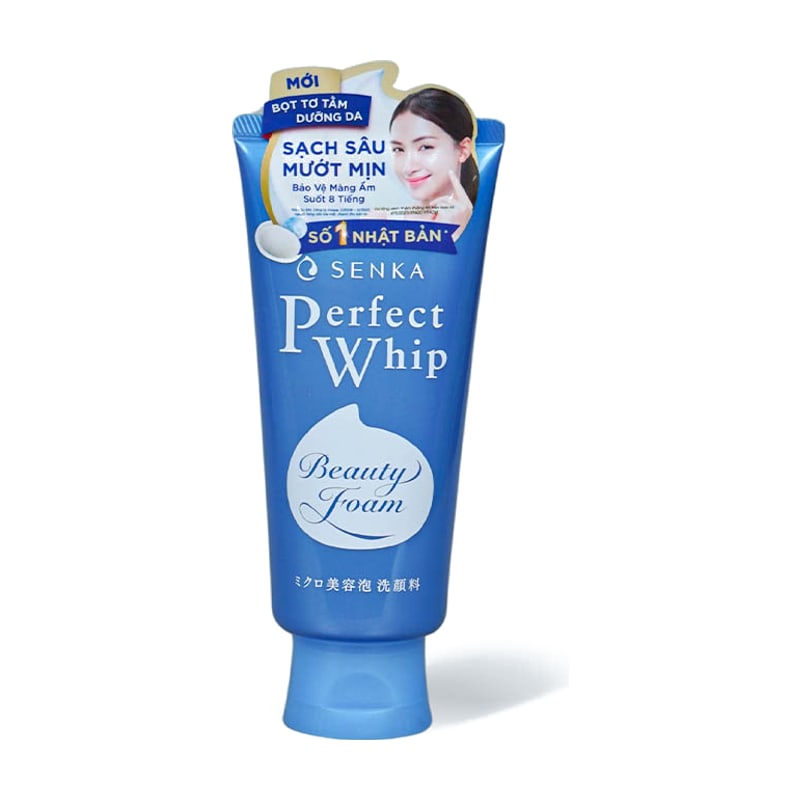 MỚI
BỌT TƠ TẰM
DƯỠNG DA
SẠCH SÂU
MƯỚT MỊN
Bảo Vệ Màng Ẩm
Suốt 8 Tiếng
SỐ 1 NHẬT BẢN*
SENKA
Perfect
Whip
Beauty
Foam
ミクロ美容泡 洗顔料